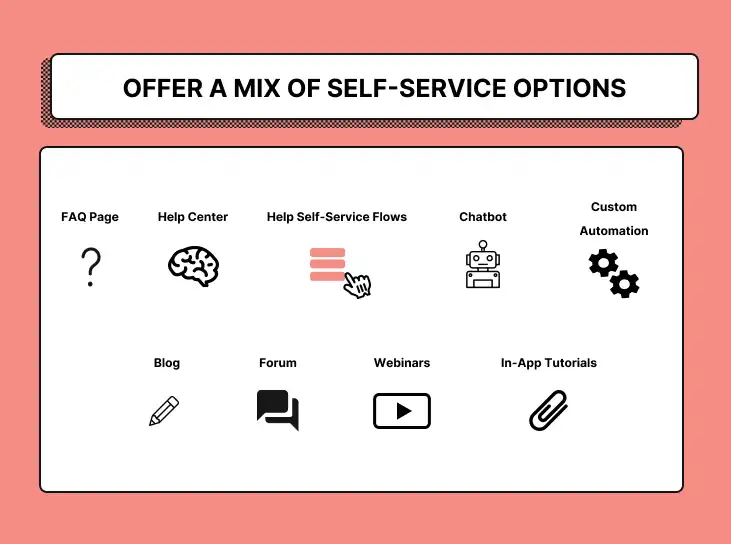 OFFER A MIX OF SELF-SERVICE OPTIONS
FAQ Page
Help Center
Help Self-Service Flows
Chatbot
Custom
Automation
Blog
Forum
Webinars
In-App Tutorials